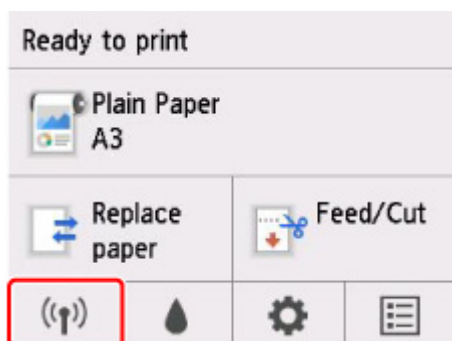 Ready to print
Plain Paper
A3
Replace
paper
Feed/Cut